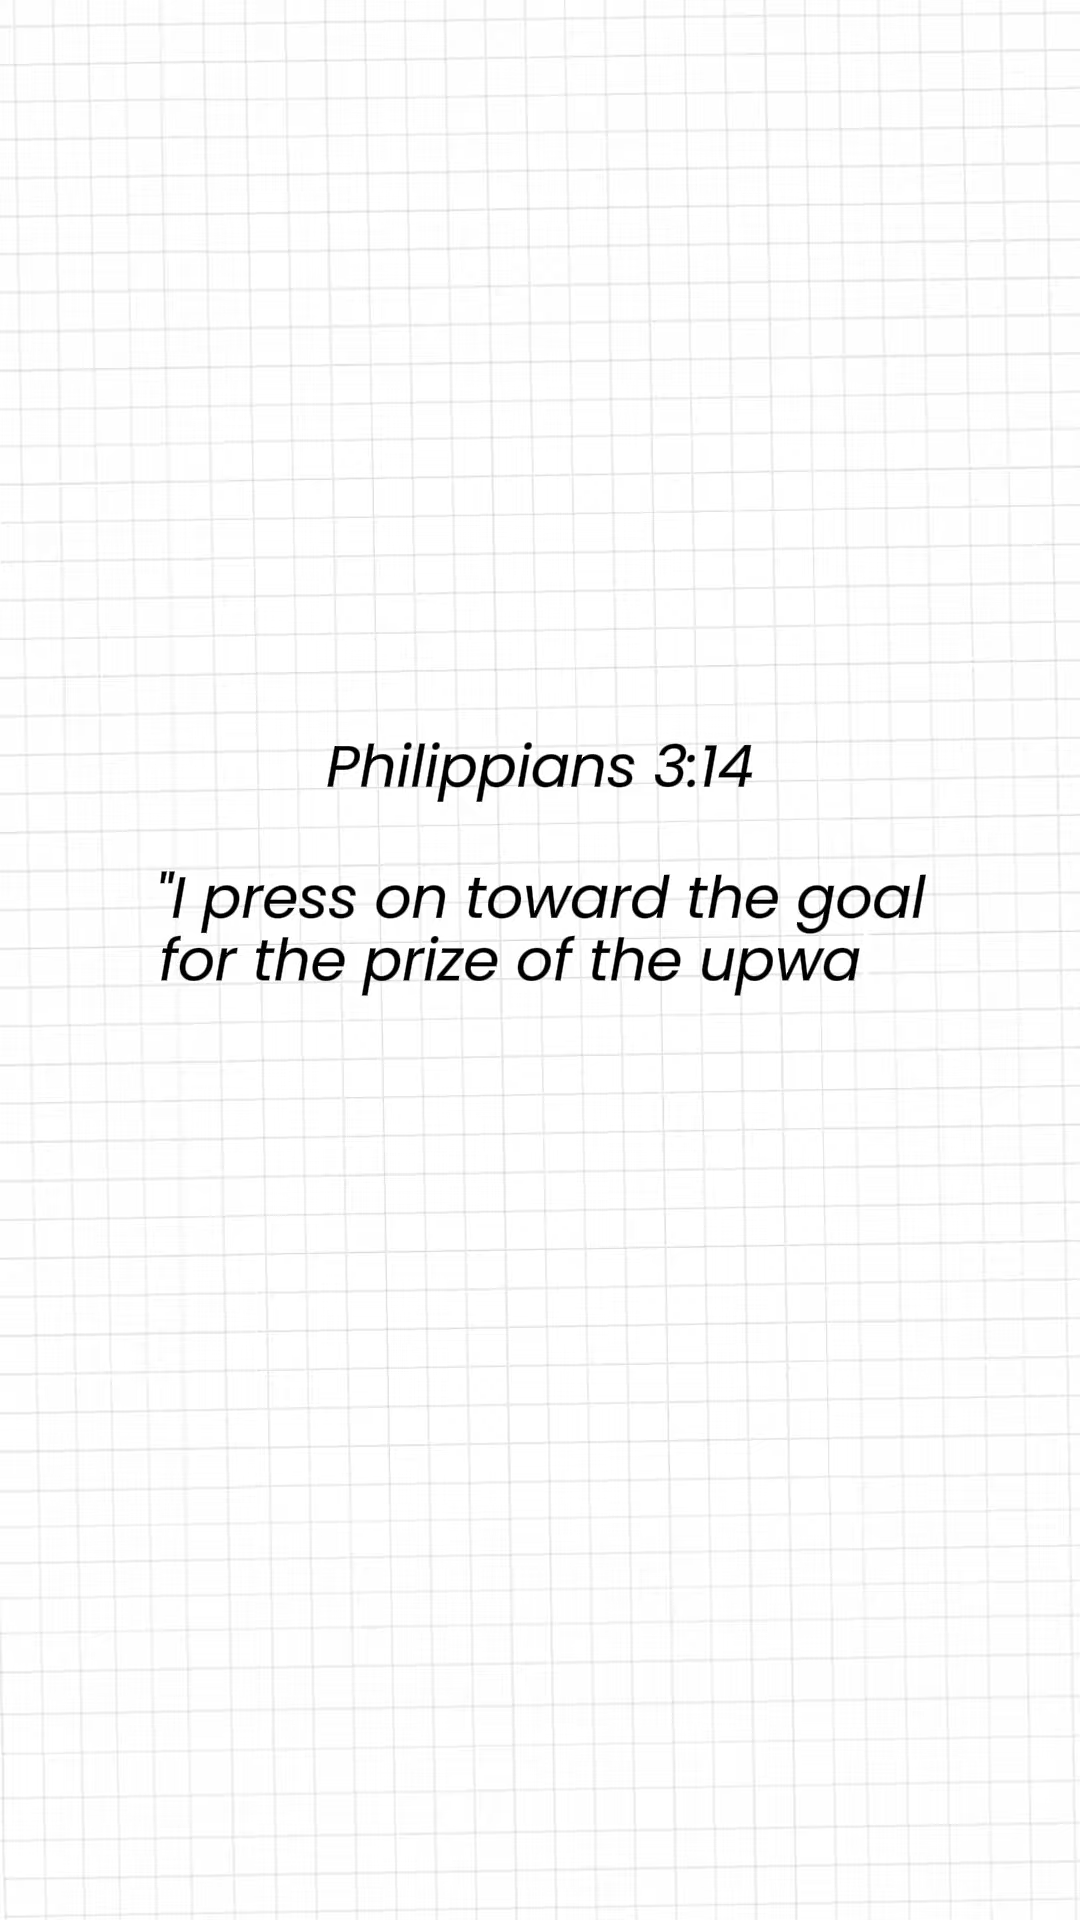 Philippians 3:14
"I press on toward the goal
for the prize of the upwa